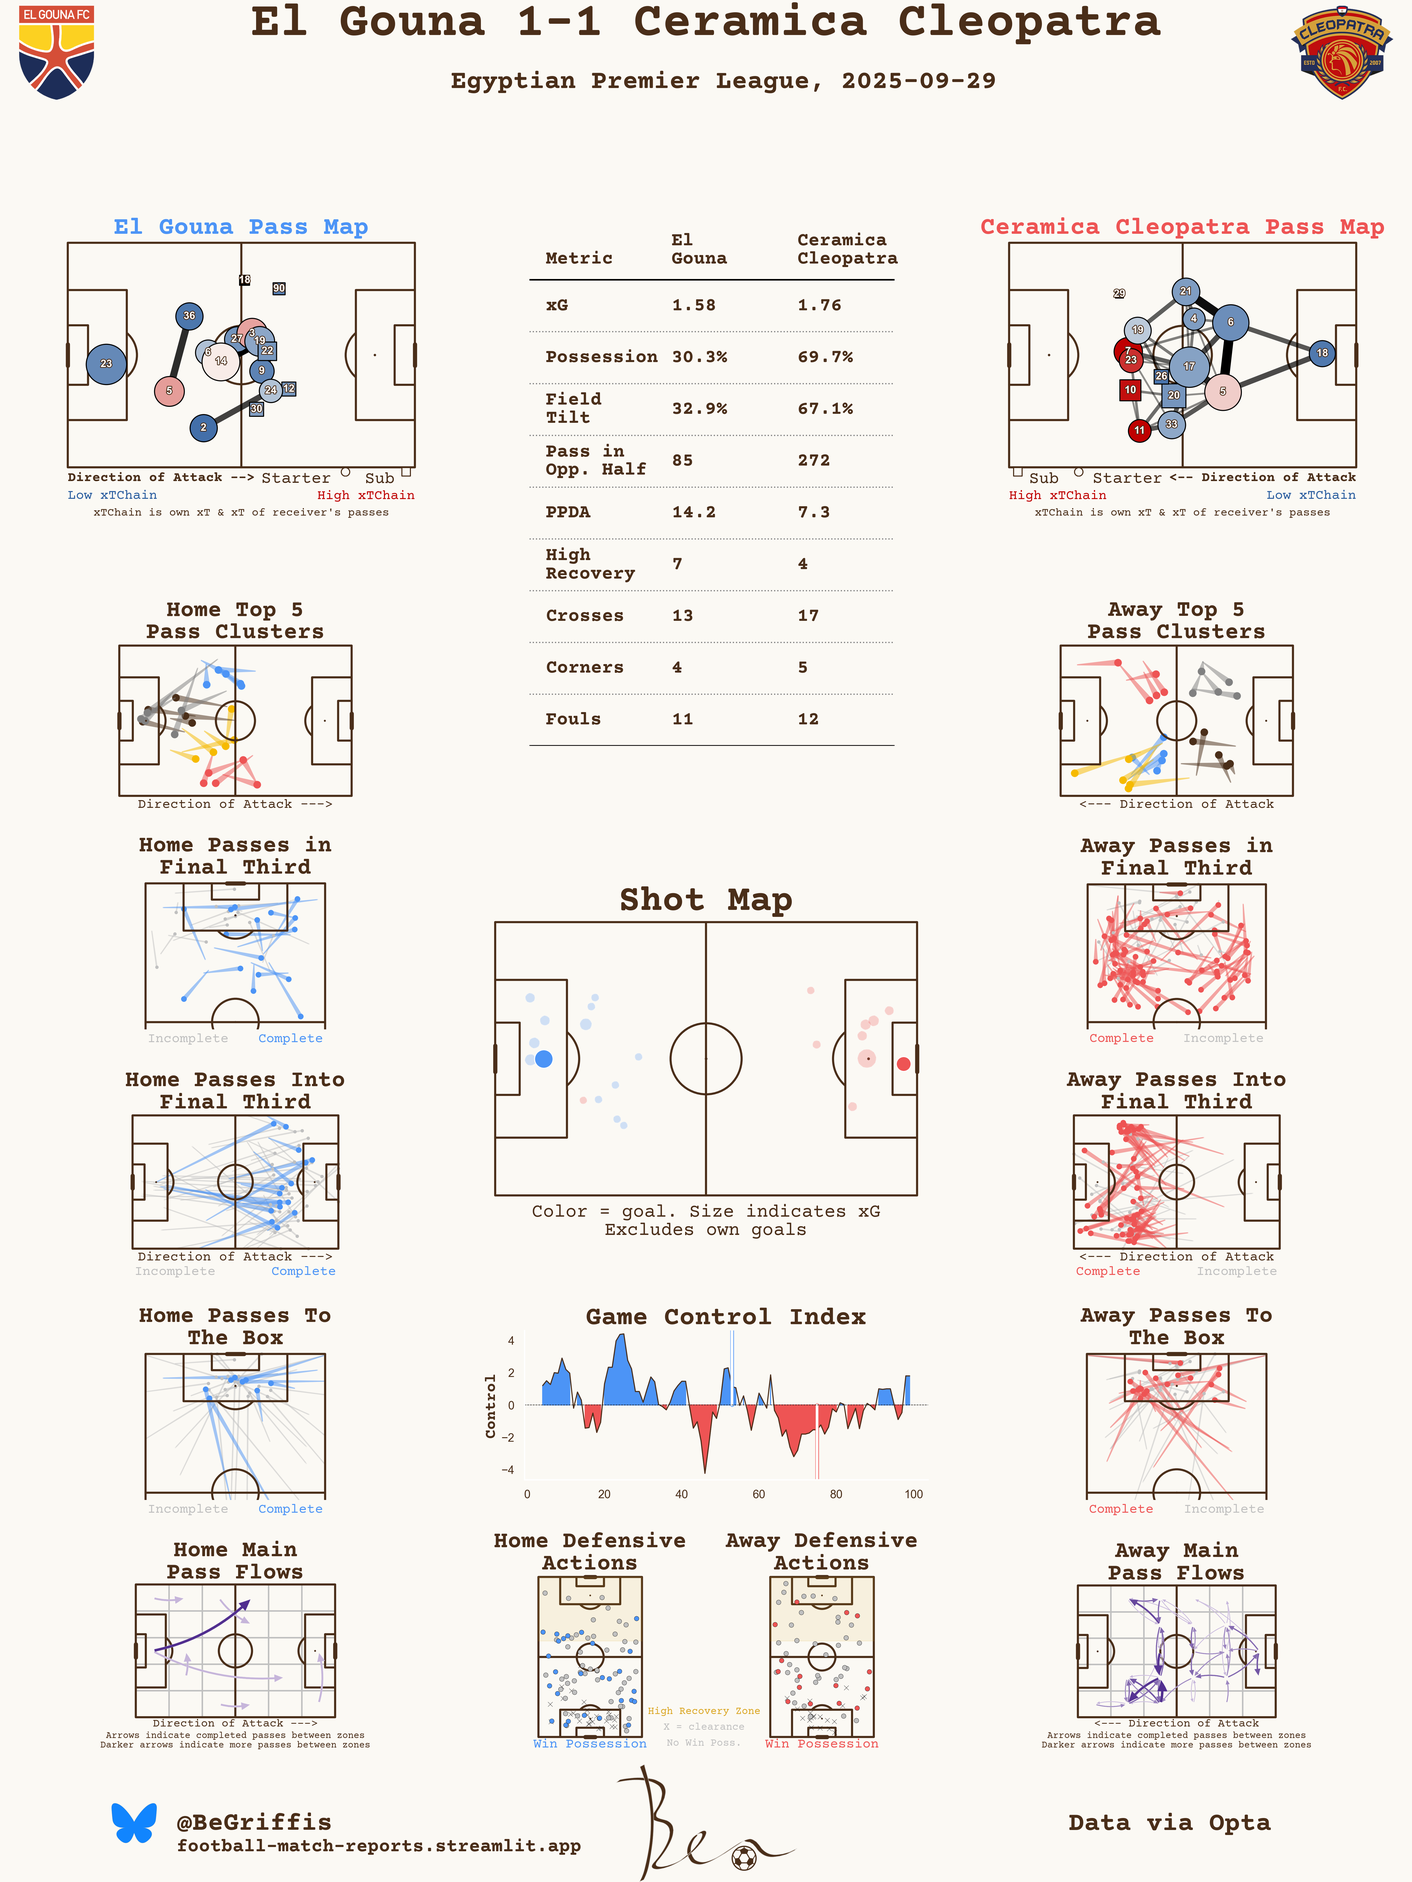 EL GOUNA FC
El Gouna 1-1 Ceramica Cleopatra
CLEOPATRA
ESTD
2007
F.C.
Egyptian Premier League, 2025-09-29
El Gouna Pass Map
18
90
36
27
3
19
6
22
14
23
9
5
24
12
30
2
Direction of Attack -->
Starter
Sub
Low xTChain
High xTChain
xTChain is own xT & xT of receiver's passes
Metric
El Gouna
Ceramica Cleopatra
xG 1.58 1.76
Possession 30.3% 69.7%
Field Tilt 32.9% 67.1%
Pass in Opp. Half 85 272
PPDA 14.2 7.3
High Recovery 7 4
Crosses 13 17
Corners 4 5
Fouls 11 12
Ceramica Cleopatra Pass Map
29
21
4
6
19
7
23
18
17
26
10
20
5
11
33
Sub
Starter
<-- Direction of Attack
High xTChain
Low xTChain
xTChain is own xT & xT of receiver's passes
Home Top 5
Pass Clusters
Direction of Attack --->
Away Top 5
Pass Clusters
<--- Direction of Attack
Home Passes in
Final Third
Incomplete
Complete
Away Passes in
Final Third
Complete
Incomplete
Shot Map
Color = goal. Size indicates xG
Excludes own goals
Home Passes Into
Final Third
Direction of Attack --->
Incomplete
Complete
Away Passes Into
Final Third
<--- Direction of Attack
Complete
Incomplete
Home Passes To
The Box
Incomplete
Complete
Game Control Index
Control
4
2
0
−2
−4
0 20 40 60 80 100
Away Passes To
The Box
Complete
Incomplete
Home Main
Pass Flows
Direction of Attack --->
Arrows indicate completed passes between zones
Darker arrows indicate more passes between zones
Home Defensive
Actions
Win Possession
High Recovery Zone
X = clearance
No Win Poss.
Away Defensive
Actions
Win Possession
Away Main
Pass Flows
<--- Direction of Attack
Arrows indicate completed passes between zones
Darker arrows indicate more passes between zones
@BeGriffis
football-match-reports.streamlit.app
Ben
Data via Opta